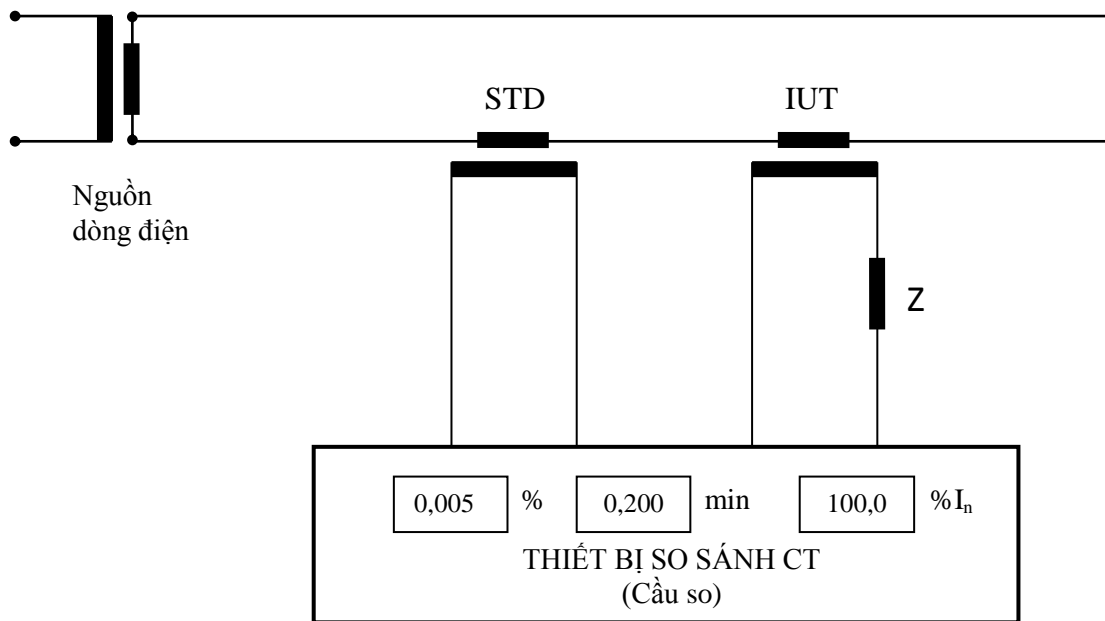 STD
IUT
Nguồn
dòng điện
Z
0,005 % 0,200 min 100,0 %Iₙ
THIẾT BỊ SO SÁNH CT
(Cầu so)